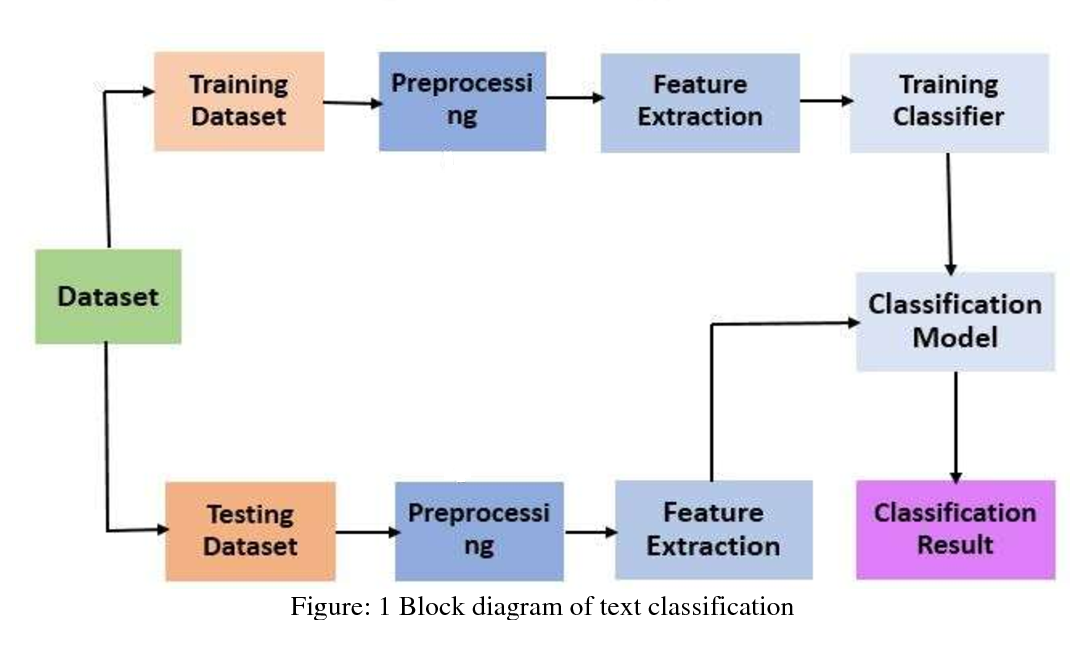 Training
Dataset
Preprocessi
ng
Feature
Extraction
Training
Classifier
Dataset
Classification
Model
Testing
Dataset
Preprocessi
ng
Feature
Extraction
Classification
Result
Figure: 1 Block diagram of text classification